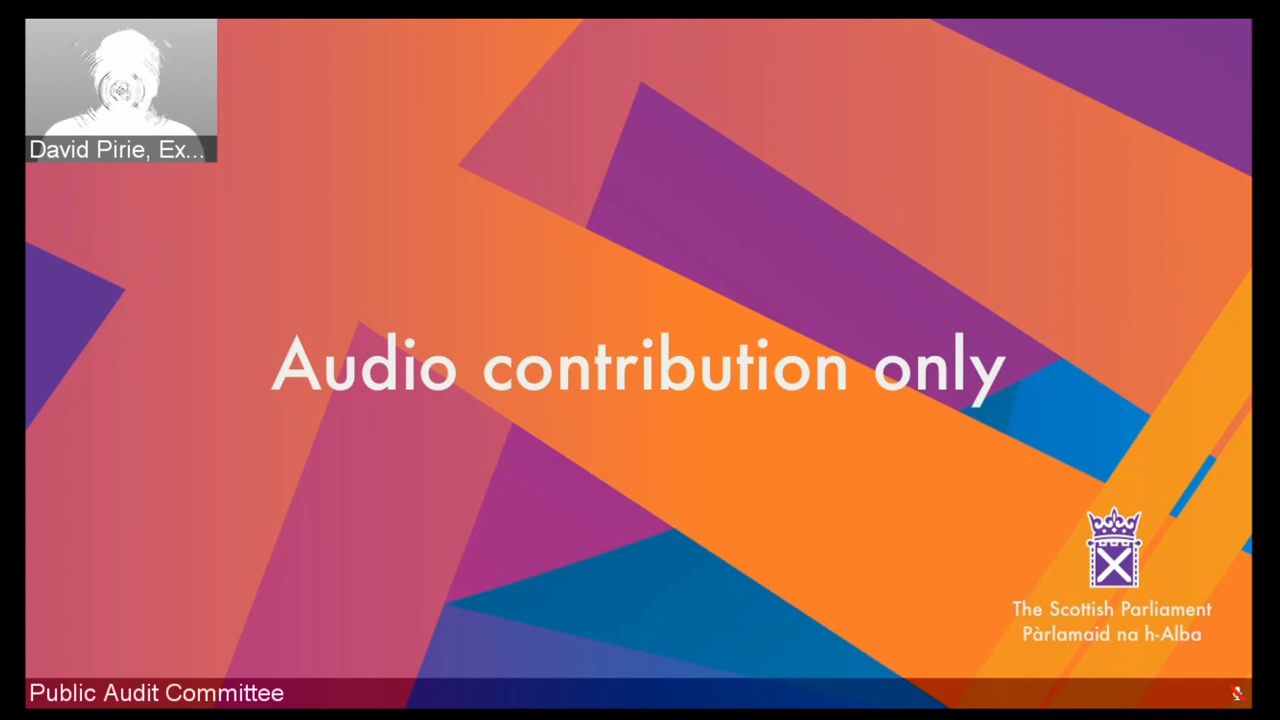 David Pirie, Ex...
Audio contribution only
The Scottish Parliament
Pàrlamaid na h-Alba
Public Audit Committee